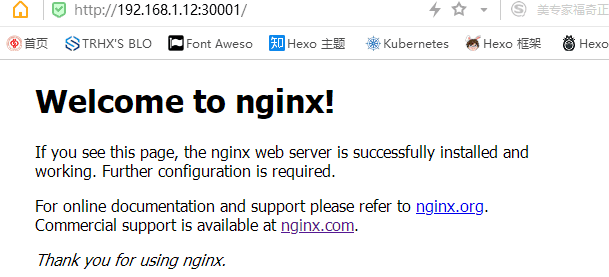 http://192.168.1.12:30001/
美专家福奇正
首页 TRHX'S BLO Font Aweso 知 Hexo 主题 Kubernetes Hexo 框架 Hexo
Welcome to nginx!
If you see this page, the nginx web server is successfully installed and
working. Further configuration is required.
For online documentation and support please refer to nginx.org.
Commercial support is available at nginx.com.
Thank you for using nginx.